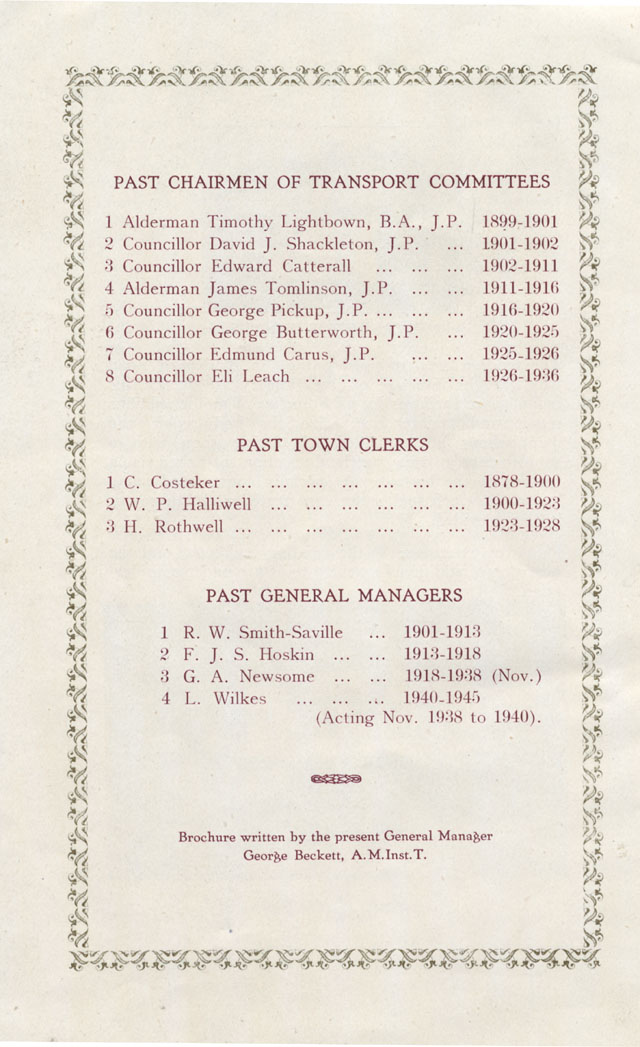 PAST CHAIRMEN OF TRANSPORT COMMITTEES
1 Alderman Timothy Lightbown, B.A., J.P. 1899-1901
2 Councillor David J. Shackleton, J.P. ... 1901-1902
3 Councillor Edward Catterall ... ... ... 1902-1911
4 Alderman James Tomlinson, J.P. ... ... 1911-1916
5 Councillor George Pickup, J.P. ... ... ... 1916-1920
6 Councillor George Butterworth, J.P. ... 1920-1925
7 Councillor Edmund Carus, J.P. ... ... 1925-1926
8 Councillor Eli Leach ... ... ... ... ... 1926-1936
PAST TOWN CLERKS
1 C. Costeker ... ... ... ... ... ... ... 1878-1900
2 W. P. Halliwell ... ... ... ... ... ... 1900-1923
3 H. Rothwell ... ... ... ... ... ... ... 1923-1928
PAST GENERAL MANAGERS
1 R. W. Smith-Saville ... 1901-1913
2 F. J. S. Hoskin ... ... 1913-1918
3 G. A. Newsome ... ... 1918-1938 (Nov.)
4 L. Wilkes ... ... ... 1940-1945
(Acting Nov. 1938 to 1940).
Brochure written by the present General Manager
George Beckett, A.M.Inst.T.